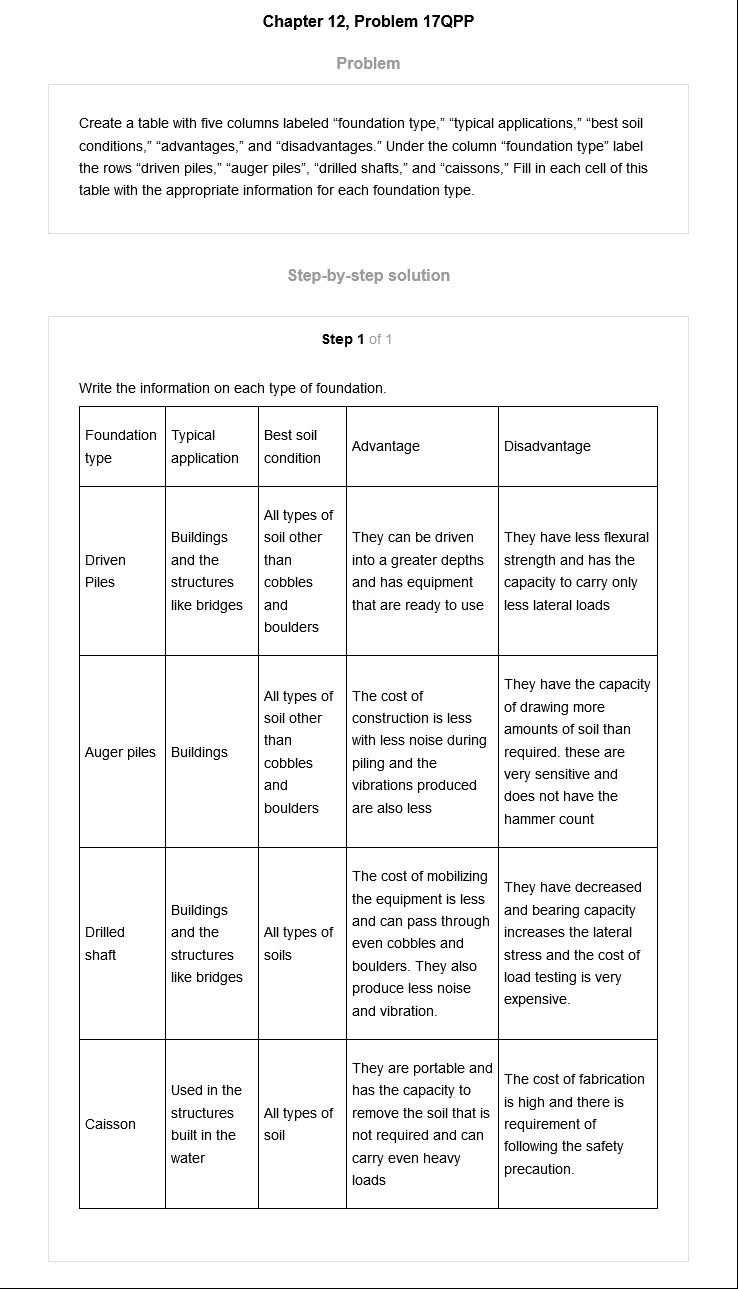 Chapter 12, Problem 17QPP
Problem
Create a table with five columns labeled “foundation type,” “typical applications,” “best soil
conditions,” “advantages,” and “disadvantages.” Under the column “foundation type” label
the rows “driven piles,” “auger piles”, “drilled shafts,” and “caissons,” Fill in each cell of this
table with the appropriate information for each foundation type.
Step-by-step solution
Step 1 of 1
Write the information on each type of foundation.
Foundation
type
Typical
application
Best soil
condition
Advantage
Disadvantage
Driven
Piles
Buildings
and the
structures
like bridges
All types of
soil other
than
cobbles
and
boulders
They can be driven
into a greater depths
and has equipment
that are ready to use
They have less flexural
strength and has the
capacity to carry only
less lateral loads
Auger piles
Buildings
All types of
soil other
than
cobbles
and
boulders
The cost of
construction is less
with less noise during
piling and the
vibrations produced
are also less
They have the capacity
of drawing more
amounts of soil than
required. these are
very sensitive and
does not have the
hammer count
Drilled
shaft
Buildings
and the
structures
like bridges
All types of
soils
The cost of mobilizing
the equipment is less
and can pass through
even cobbles and
boulders. They also
produce less noise
and vibration.
They have decreased
and bearing capacity
increases the lateral
stress and the cost of
load testing is very
expensive.
Caisson
Used in the
structures
built in the
water
All types of
soil
They are portable and
has the capacity to
remove the soil that is
not required and can
carry even heavy
loads
The cost of fabrication
is high and there is
requirement of
following the safety
precaution.